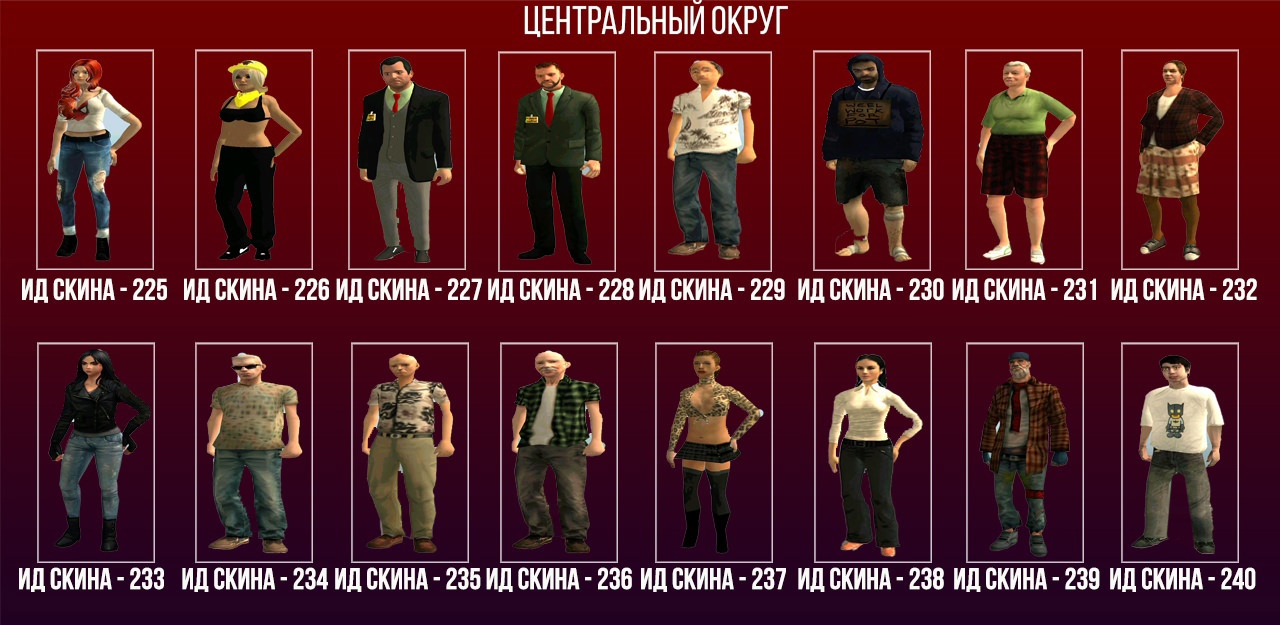 ЦЕНТРАЛЬНЫЙ ОКРУГ
ИД СКИНА - 225
ИД СКИНА - 226
ИД СКИНА - 227
ИД СКИНА - 228
ИД СКИНА - 229
ИД СКИНА - 230
ИД СКИНА - 231
ИД СКИНА - 232
ИД СКИНА - 233
ИД СКИНА - 234
ИД СКИНА - 235
ИД СКИНА - 236
ИД СКИНА - 237
ИД СКИНА - 238
ИД СКИНА - 239
ИД СКИНА - 240